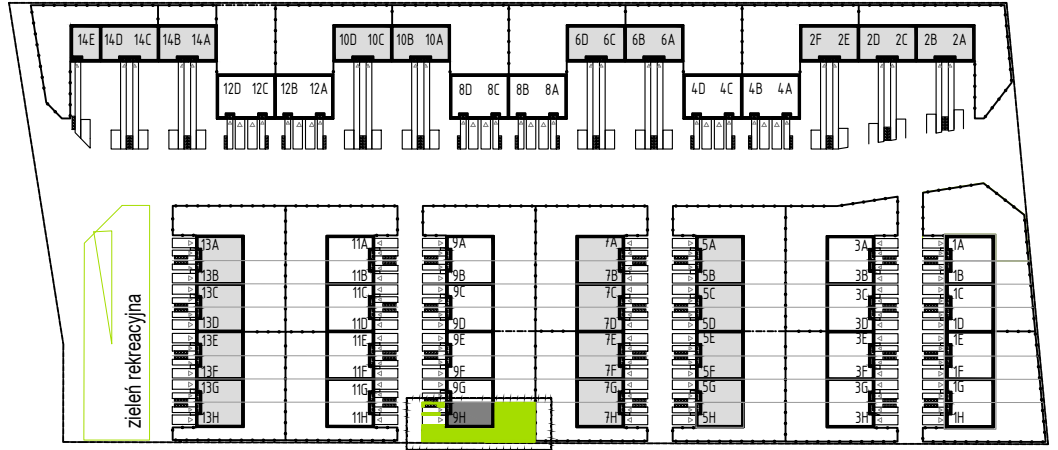 14E 14D 14C 14B 14A 10D 10C 10B 10A 6D 6C 6B 6A 2F 2E 2D 2C 2B 2A
12D 12C 12B 12A 8D 8C 8B 8A 4D 4C 4B 4A
13A 11A 9A 7A 5A 3A 1A
13B 11B 9B 7B 5B 3B 1B
13C 11C 9C 7C 5C 3C 1C
13D 11D 9D 7D 5D 3D 1D
13E 11E 9E 7E 5E 3E 1E
13F 11F 9F 7F 5F 3F 1F
13G 11G 9G 7G 5G 3G 1G
13H 11H 9H 7H 5H 3H 1H
zieleń rekreacyjna